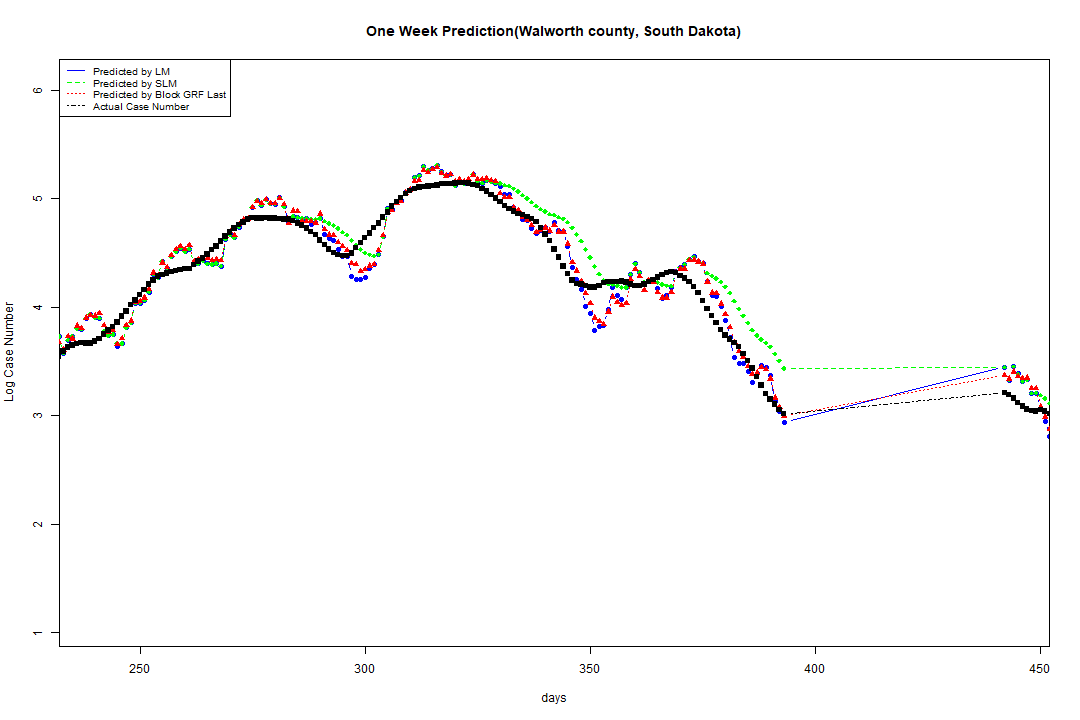 One Week Prediction(Walworth county, South Dakota)
Predicted by LM
Predicted by SLM
Predicted by Block GRF Last
Actual Case Number
Log Case Number
6
5
4
3
2
1
250
300
350
400
450
days